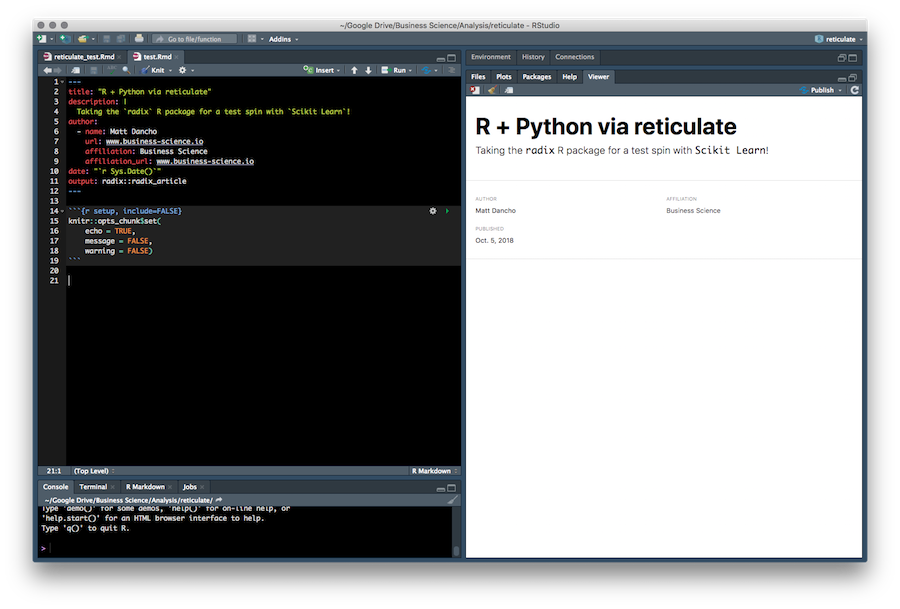 ~/Google Drive/Business Science/Analysis/reticulate - RStudio
Go to file/function Addins reticulate
reticulate_test.Rmd test.Rmd
Knit Insert Run
1 ---
2 title: "R + Python via reticulate"
3 description: |
4 Taking the `radix` R package for a test spin with `Scikit Learn`!
5 author:
6 - name: Matt Dancho
7 url: www.business-science.io
8 affiliation: Business Science
9 affiliation_url: www.business-science.io
10 date: "`r Sys.Date()`"
11 output: radix::radix_article
12 ---
13
14 ```{r setup, include=FALSE}
15 knitr::opts_chunk$set(
16 echo = TRUE,
17 message = FALSE,
18 warning = FALSE)
19 ```
20
21
21:1 (Top Level) R Markdown
Console Terminal R Markdown Jobs
~/Google Drive/Business Science/Analysis/reticulate/
Type 'demo()' for some demos, 'help()' for on-line help, or
'help.start()' for an HTML browser interface to help.
Type 'q()' to quit R.
>
Environment History Connections
Files Plots Packages Help Viewer
Publish
R + Python via reticulate
Taking the radix R package for a test spin with Scikit Learn!
AUTHOR AFFILIATION
Matt Dancho Business Science
PUBLISHED
Oct. 5, 2018